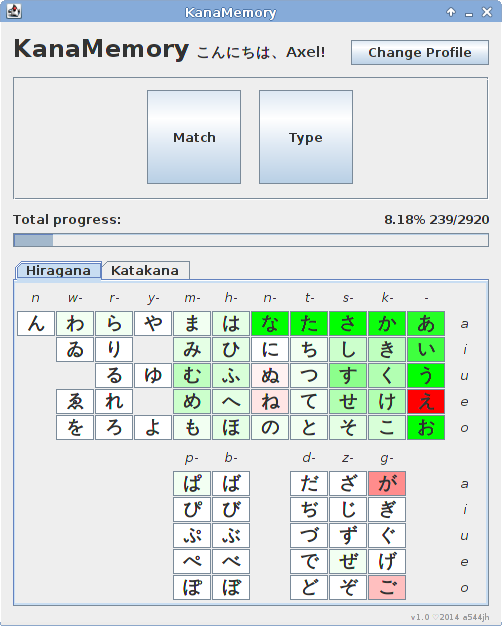 KanaMemory
KanaMemory こんにちは、Axel! Change Profile
Match Type
Total progress: 8.18% 239/2920
Hiragana Katakana
n w- r- y- m- h- n- t- s- k- -
ん わ ら や ま は な た さ か あ a
ゐ り み ひ に ち し き い i
る ゆ む ふ ぬ つ す く う u
ゑ れ め へ ね て せ け え e
を ろ よ も ほ の と そ こ お o
p- b- d- z- g-
ぱ ば だ ざ が a
ぴ び ぢ じ ぎ i
ぷ ぶ づ ず ぐ u
ぺ べ で ぜ げ e
ぽ ぼ ど ぞ ご o
v1.0 ♡2014 a544jh